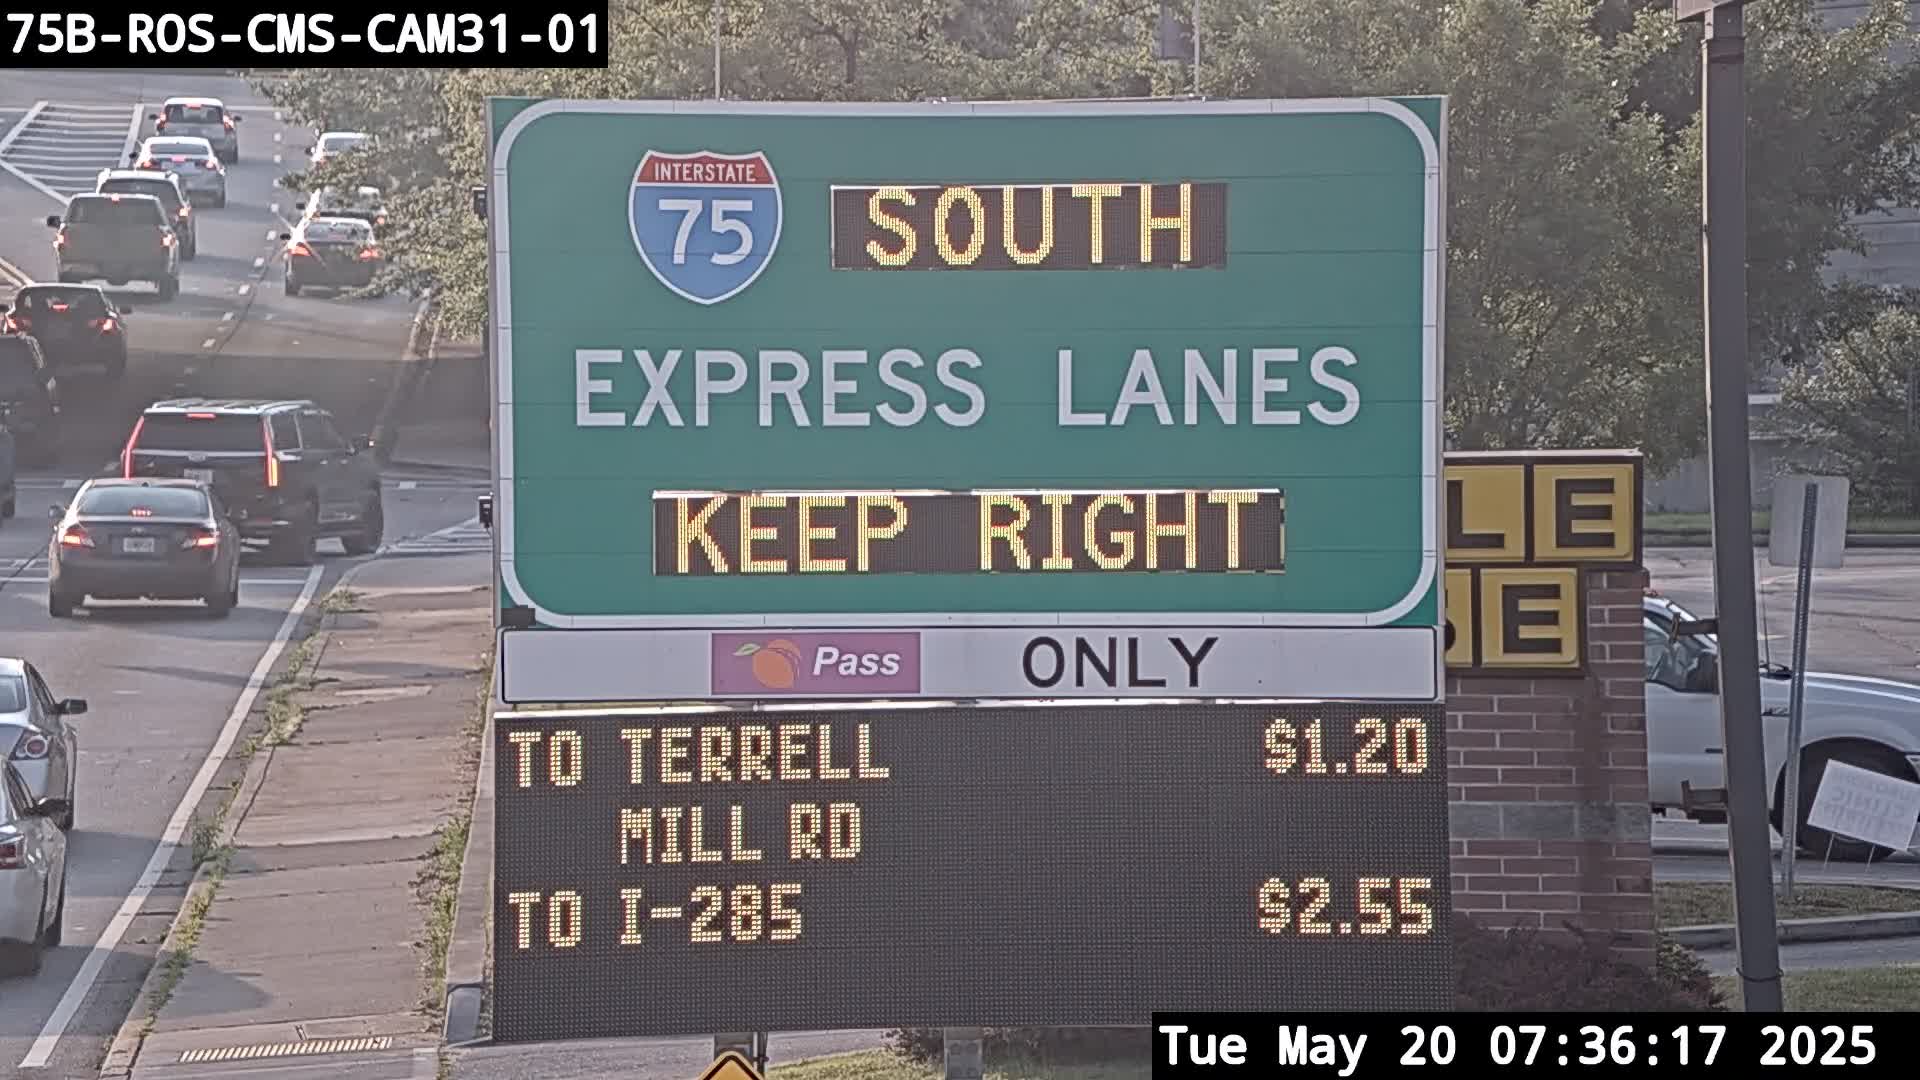 75B-ROS-CMS-CAM31-01
INTERSTATE
75
SOUTH
EXPRESS LANES
KEEP RIGHT
Pass ONLY
TO TERRELL $1.20
MILL RD
TO I-285 $2.55
LE
E
Tue May 20 07:36:17 2025